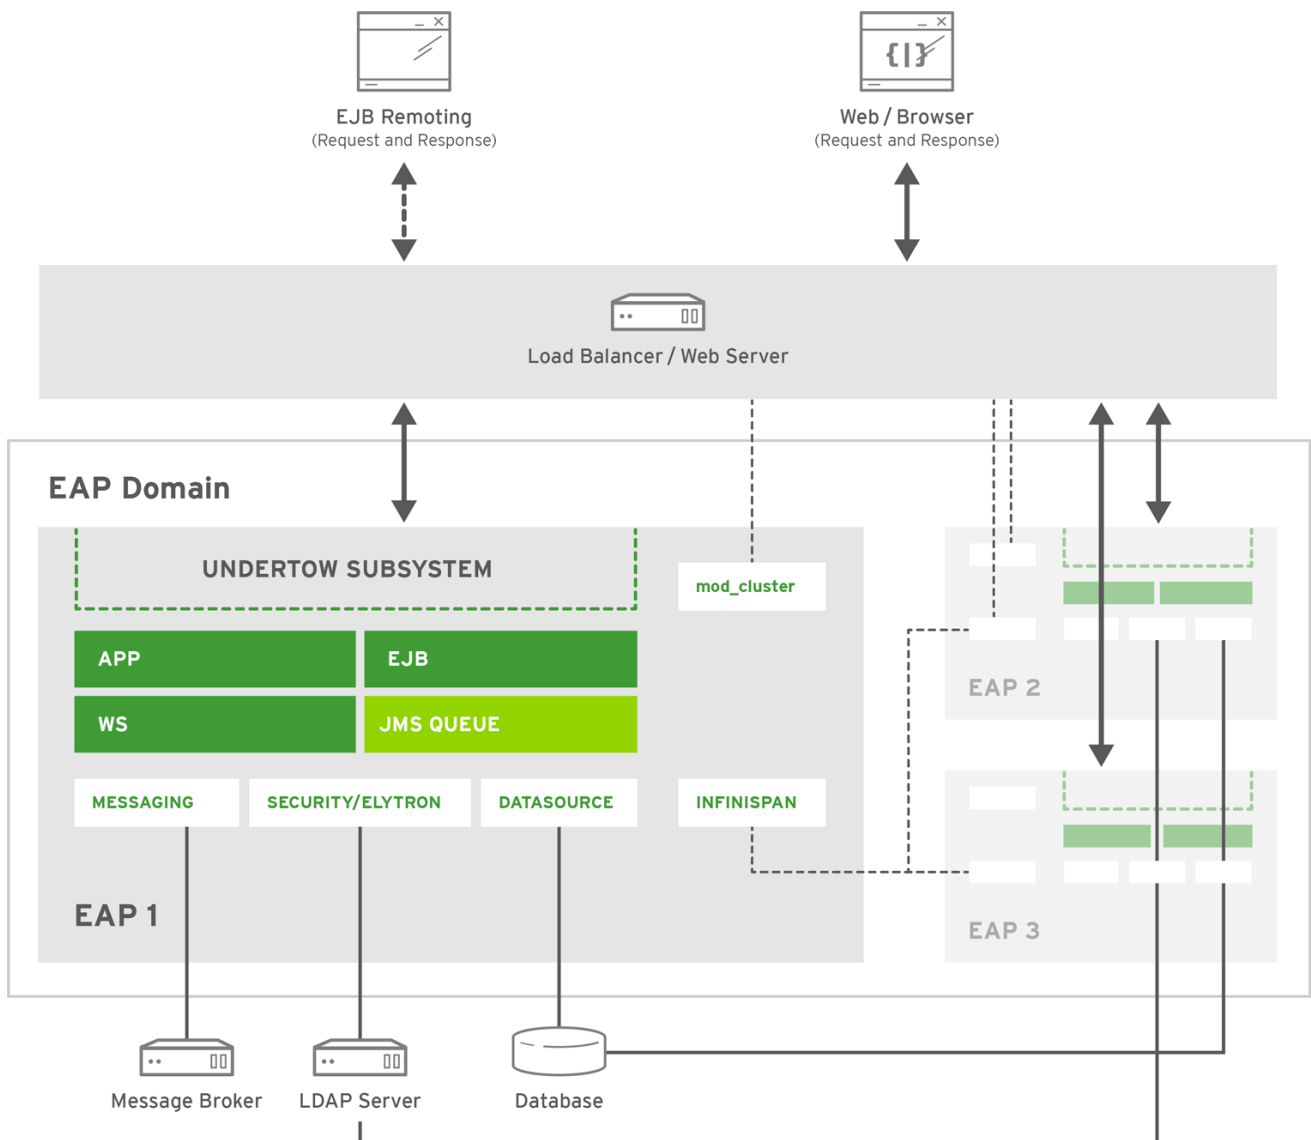 EJB Remoting
(Request and Response)
{|}
Web / Browser
(Request and Response)
Load Balancer / Web Server
EAP Domain
UNDERTOW SUBSYSTEM
mod_cluster
APP
EJB
WS
JMS QUEUE
MESSAGING
SECURITY/ELYTRON
DATASOURCE
INFINISPAN
EAP 1
EAP 2
EAP 3
Message Broker
LDAP Server
Database